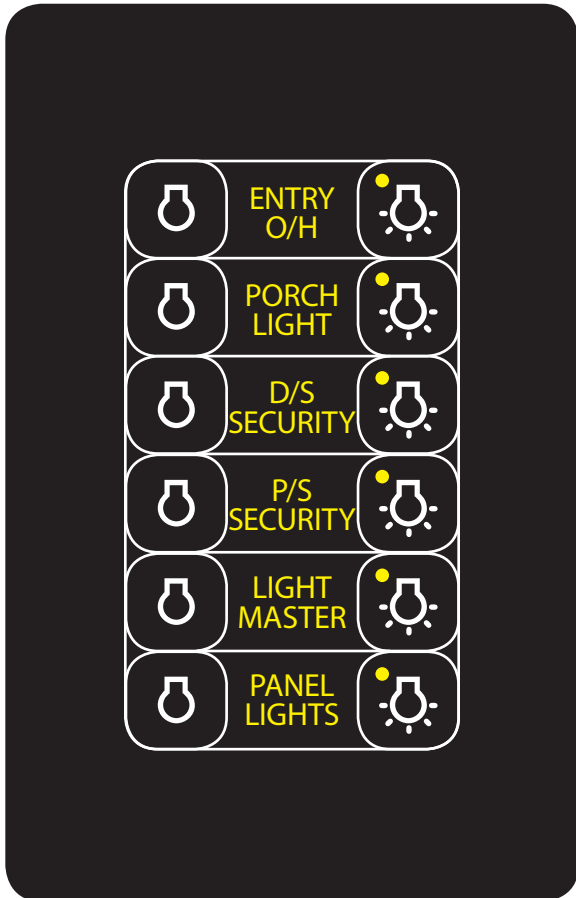 ENTRY
O/H
PORCH
LIGHT
D/S
SECURITY
P/S
SECURITY
LIGHT
MASTER
PANEL
LIGHTS